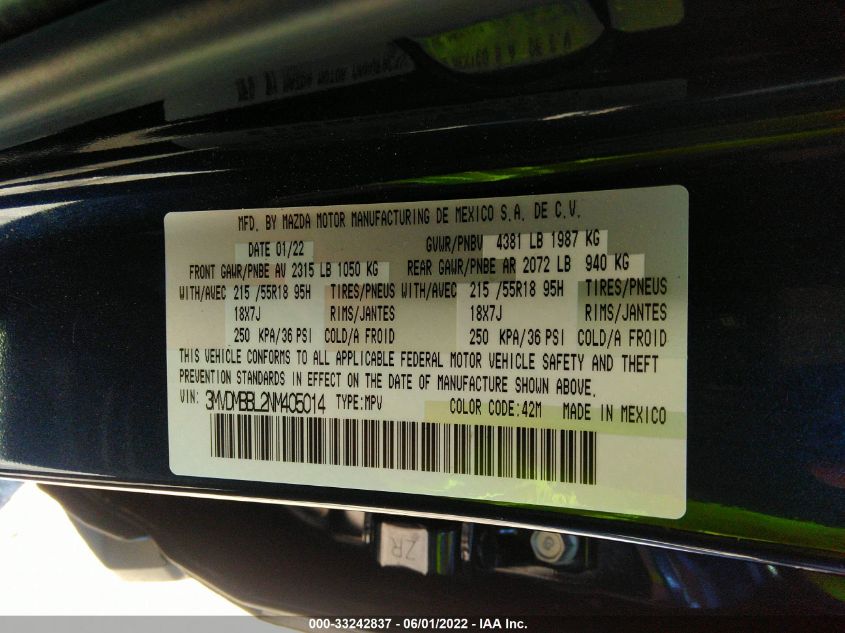 MFD. BY MAZDA MOTOR MANUFACTURING DE MEXICO S.A. DE C.V.
DATE 01/22 GVWR/PNBV 4381 LB 1987 KG
FRONT GAWR/PNBE AV 2315 LB 1050 KG REAR GAWR/PNBE AR 2072 LB 940 KG
WITH/AVEC 215 /55R18 95H TIRES/PNEUS WITH/AVEC 215 /55R18 95H TIRES/PNEUS
18X7J RIMS/JANTES 18X7J RIMS/JANTES
250 KPA/36 PSI COLD/A FROID 250 KPA/36 PSI COLD/A FROID
THIS VEHICLE CONFORMS TO ALL APPLICABLE FEDERAL MOTOR VEHICLE SAFETY AND THEFT
PREVENTION STANDARDS IN EFFECT ON THE DATE OF MANUFACTURE SHOWN ABOVE.
VIN: 3MVDMBBL2NM405014 TYPE:MPV COLOR CODE:42M MADE IN MEXICO
ZR
000-33242837 - 06/01/2022 - IAA Inc.